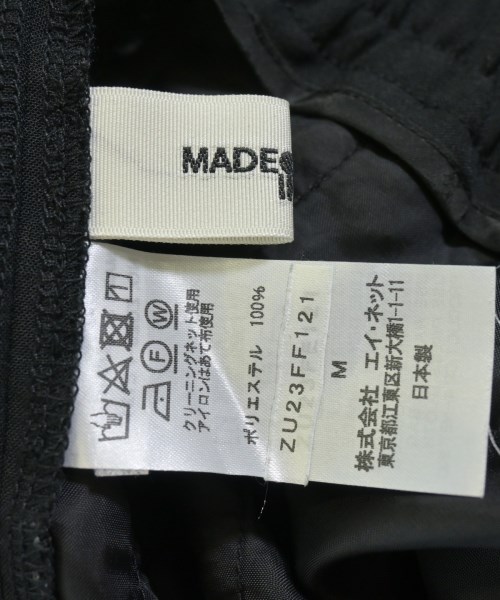 MADE
F W
クリーニングネット使用
アイロンはあて布使用
ポリエステル 100%
ZU23FF121
M
株式会社 エイ・ネット
東京都江東区新大橋1-1-11
日本製